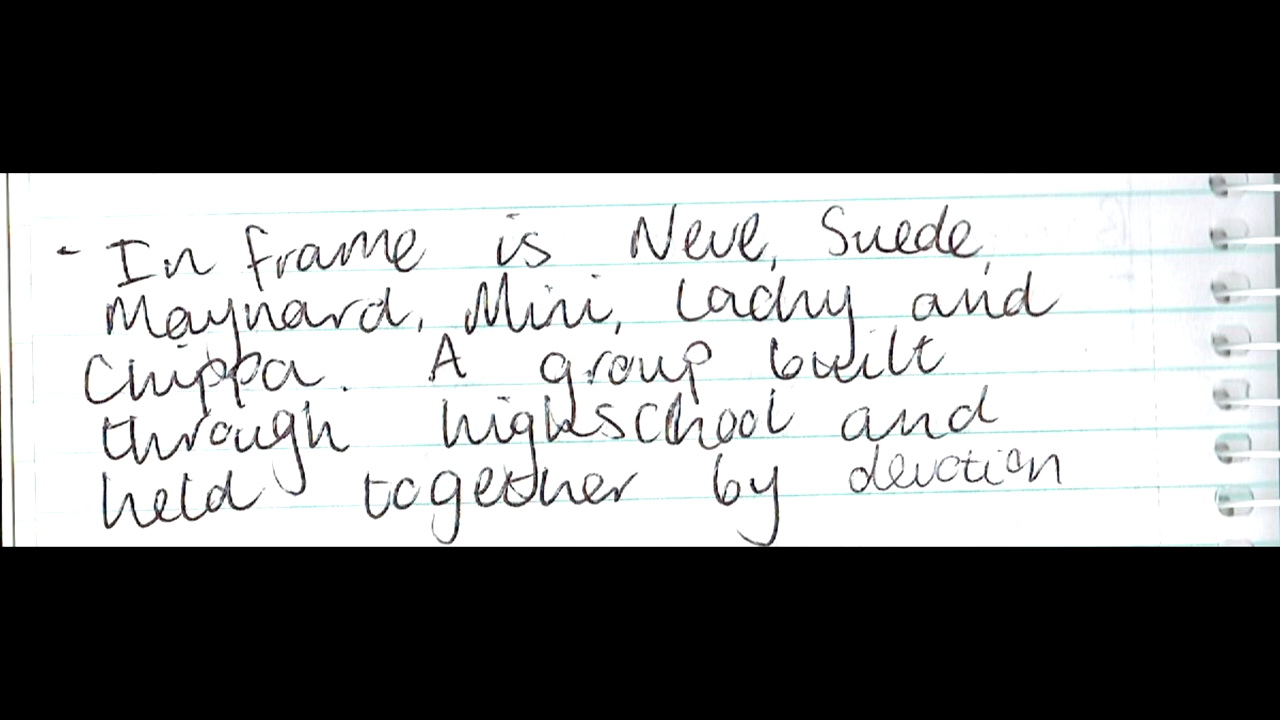 - In frame is Neve, Suede,
Maynard, Mini, Lachy and
Chippa. A group built
through highschool and
held together by devotion